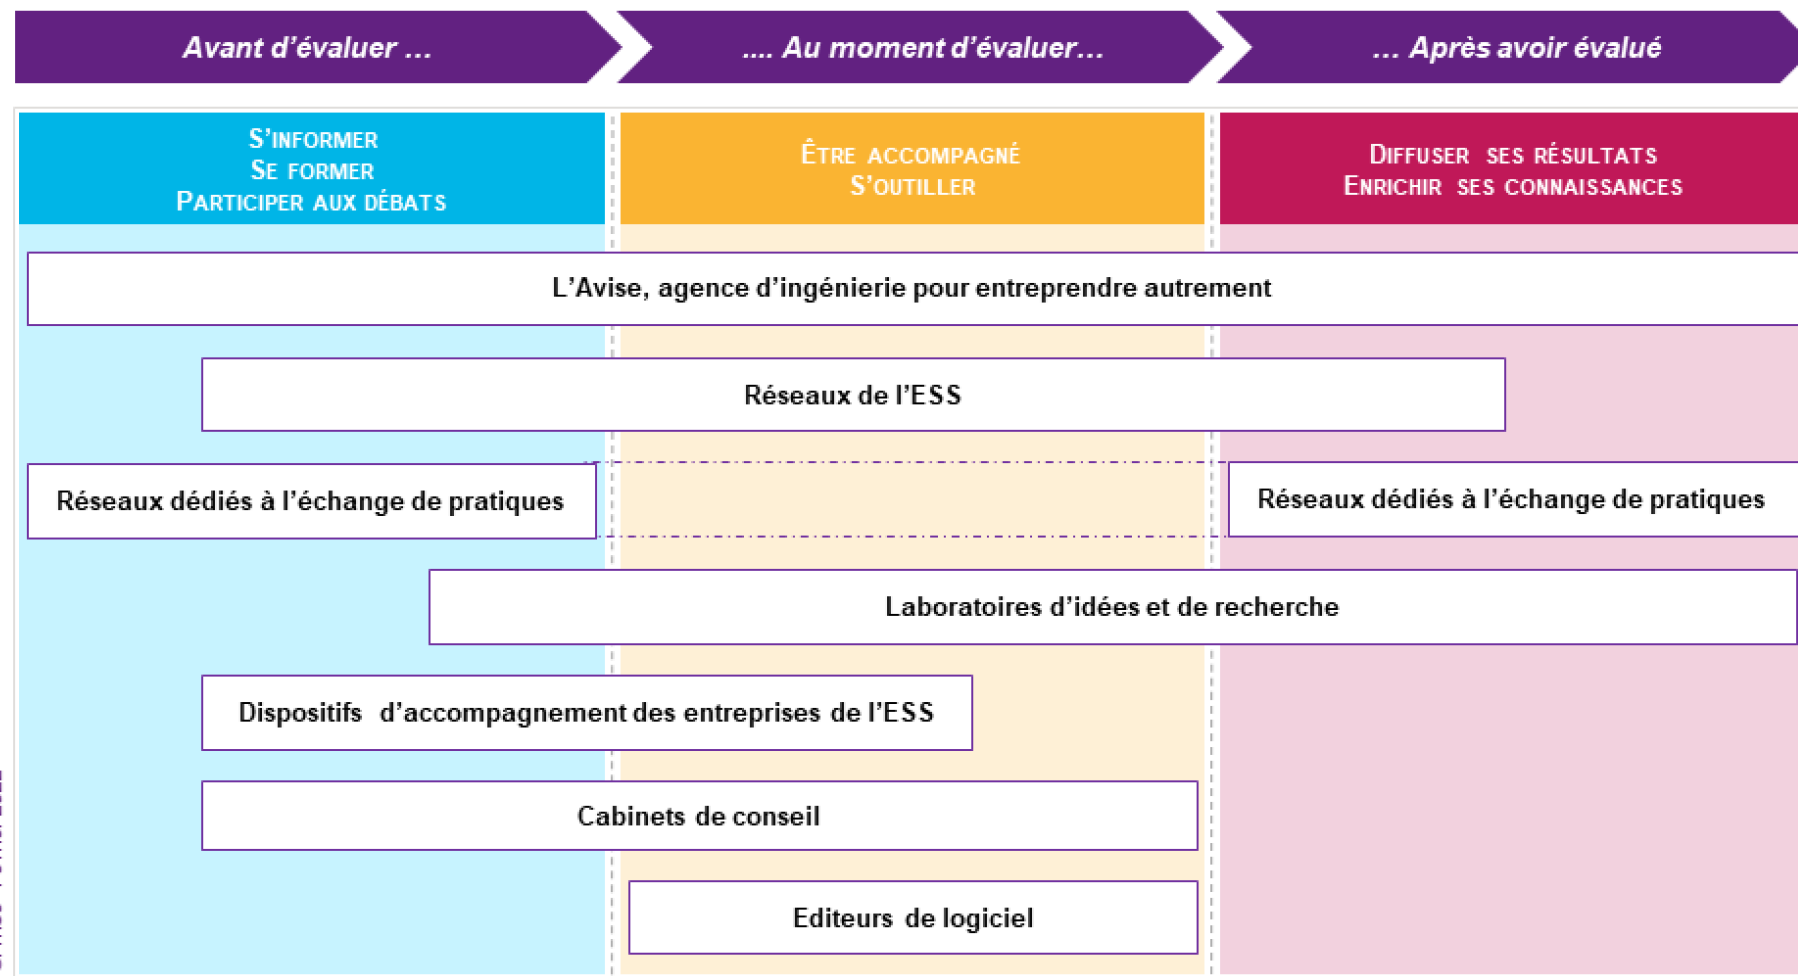 Avant d’évaluer …
.... Au moment d’évaluer…
… Après avoir évalué
S’INFORMER
SE FORMER
PARTICIPER AUX DÉBATS
ÊTRE ACCOMPAGNÉ
S’OUTILLER
DIFFUSER SES RÉSULTATS
ENRICHIR SES CONNAISSANCES
L’Avise, agence d’ingénierie pour entreprendre autrement
Réseaux de l’ESS
Réseaux dédiés à l’échange de pratiques
Réseaux dédiés à l’échange de pratiques
Laboratoires d’idées et de recherche
Dispositifs d’accompagnement des entreprises de l’ESS
Cabinets de conseil
Editeurs de logiciel